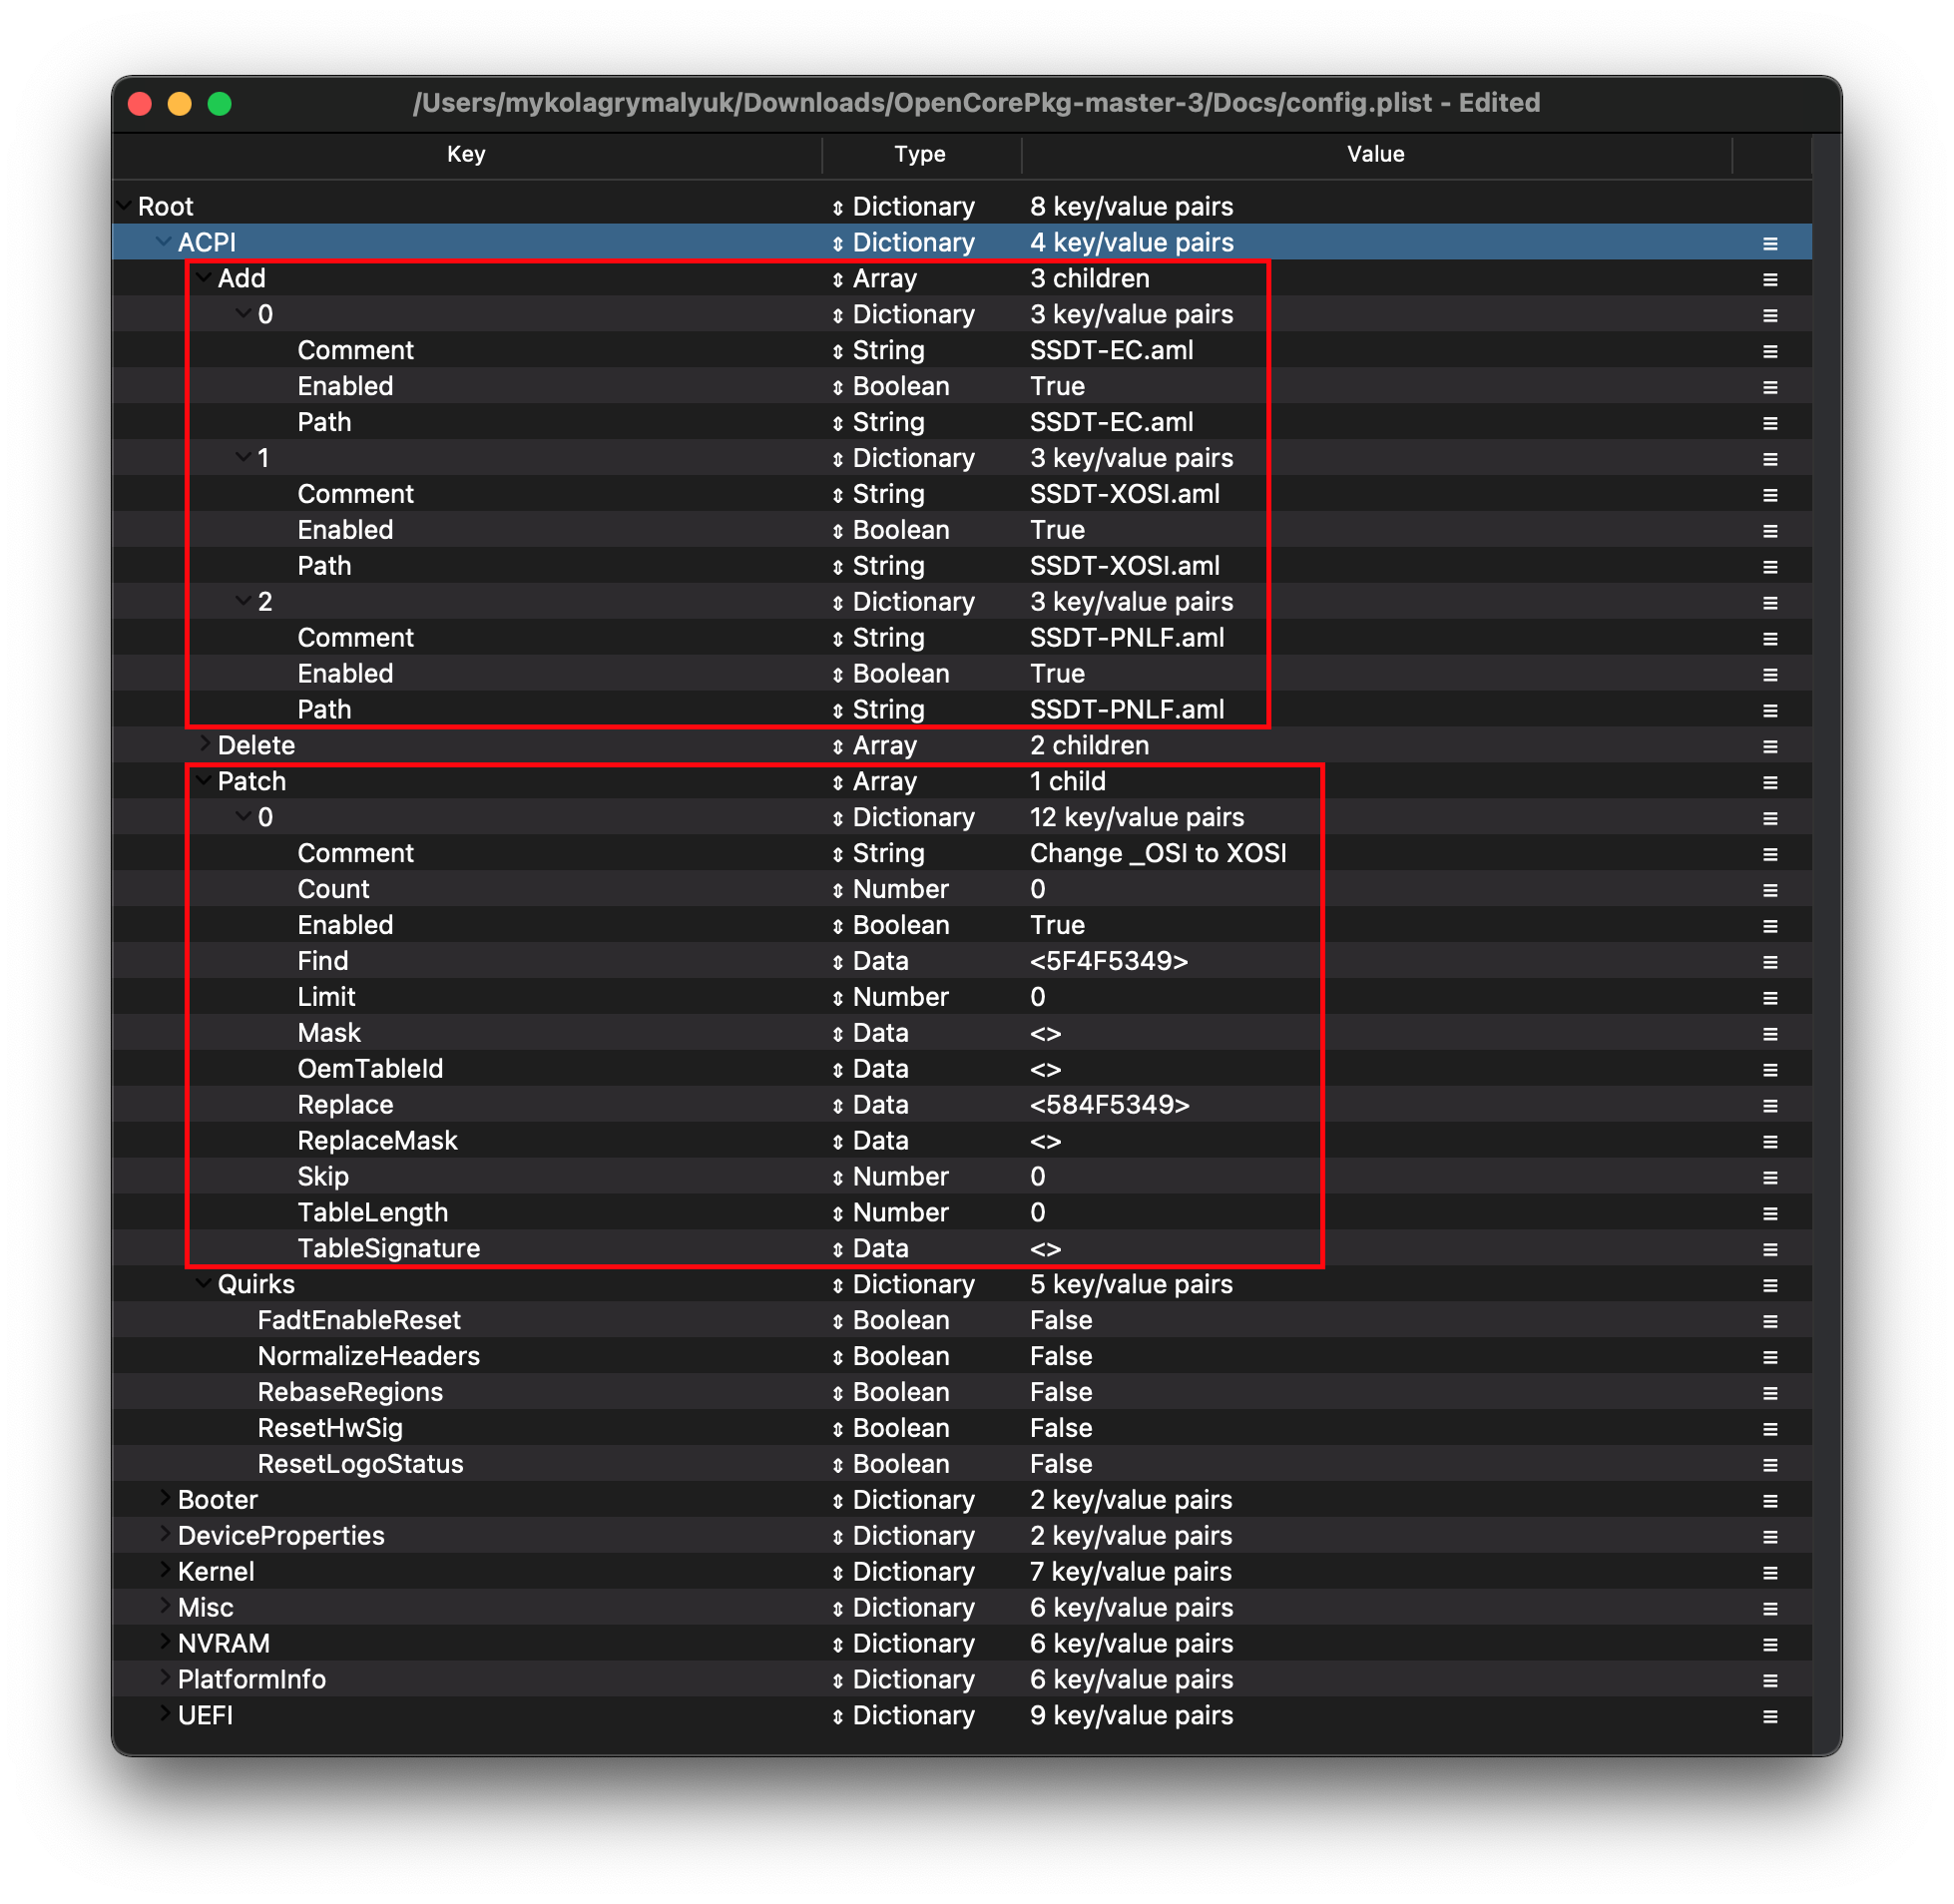 /Users/mykolagrymalyuk/Downloads/OpenCorePkg-master-3/Docs/config.plist - Edited
Key Type Value
Root Dictionary 8 key/value pairs
ACPI Dictionary 4 key/value pairs
Add Array 3 children
0 Dictionary 3 key/value pairs
Comment String SSDT-EC.aml
Enabled Boolean True
Path String SSDT-EC.aml
1 Dictionary 3 key/value pairs
Comment String SSDT-XOSI.aml
Enabled Boolean True
Path String SSDT-XOSI.aml
2 Dictionary 3 key/value pairs
Comment String SSDT-PNLF.aml
Enabled Boolean True
Path String SSDT-PNLF.aml
Delete Array 2 children
Patch Array 1 child
0 Dictionary 12 key/value pairs
Comment String Change _OSI to XOSI
Count Number 0
Enabled Boolean True
Find Data <5F4F5349>
Limit Number 0
Mask Data <>
OemTableId Data <>
Replace Data <584F5349>
ReplaceMask Data <>
Skip Number 0
TableLength Number 0
TableSignature Data <>
Quirks Dictionary 5 key/value pairs
FadtEnableReset Boolean False
NormalizeHeaders Boolean False
RebaseRegions Boolean False
ResetHwSig Boolean False
ResetLogoStatus Boolean False
Booter Dictionary 2 key/value pairs
DeviceProperties Dictionary 2 key/value pairs
Kernel Dictionary 7 key/value pairs
Misc Dictionary 6 key/value pairs
NVRAM Dictionary 6 key/value pairs
PlatformInfo Dictionary 6 key/value pairs
UEFI Dictionary 9 key/value pairs